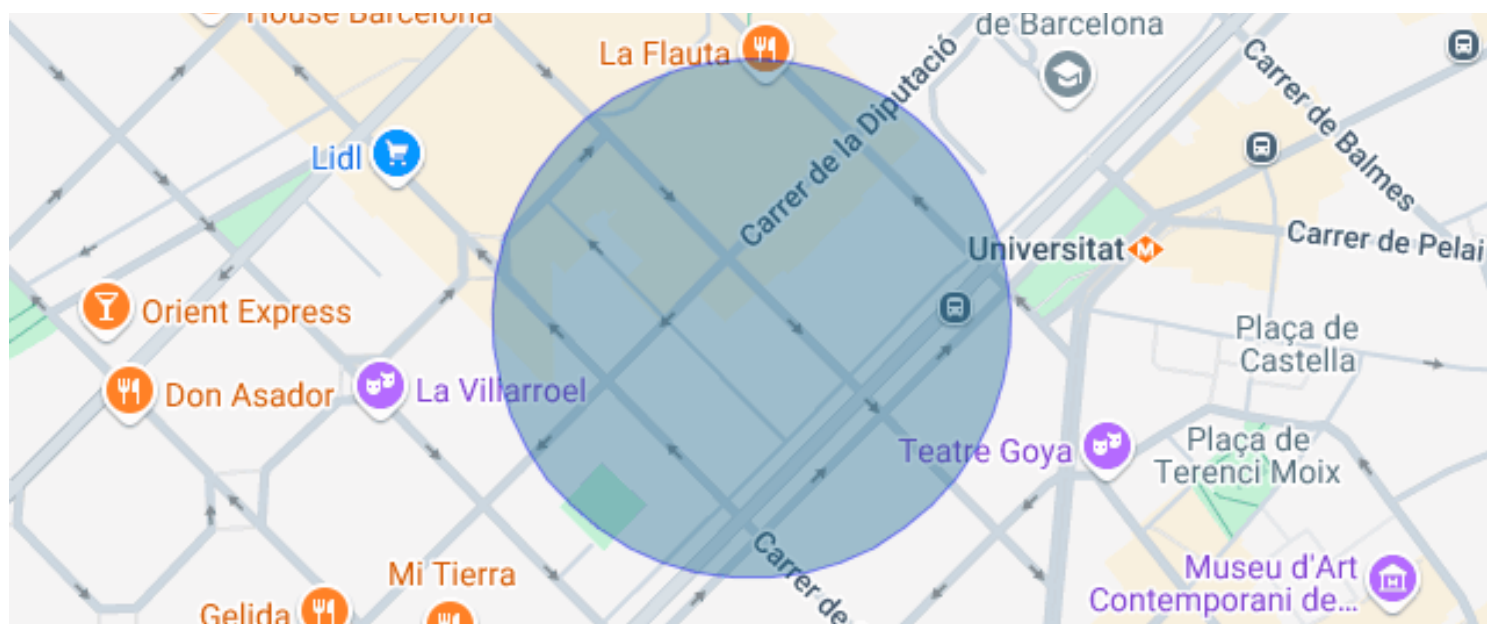 House Barcelona
La Flauta
de Barcelona
Carrer de la Diputació
Carrer de Balmes
Lidl
Universitat
M
Carrer de Pelai
Orient Express
Plaça de
Castella
Don Asador
La Villarroel
Teatre Goya
Plaça de
Terenci Moix
Carrer de
Mi Tierra
Museu d'Art
Contemporani de...
Gelida